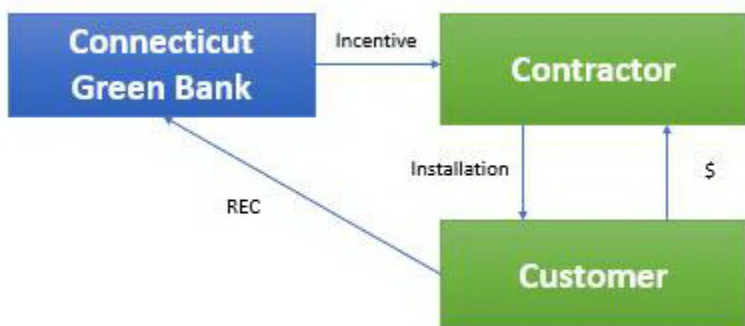 Connecticut
Green Bank
Incentive
Contractor
Installation
$
REC
Customer